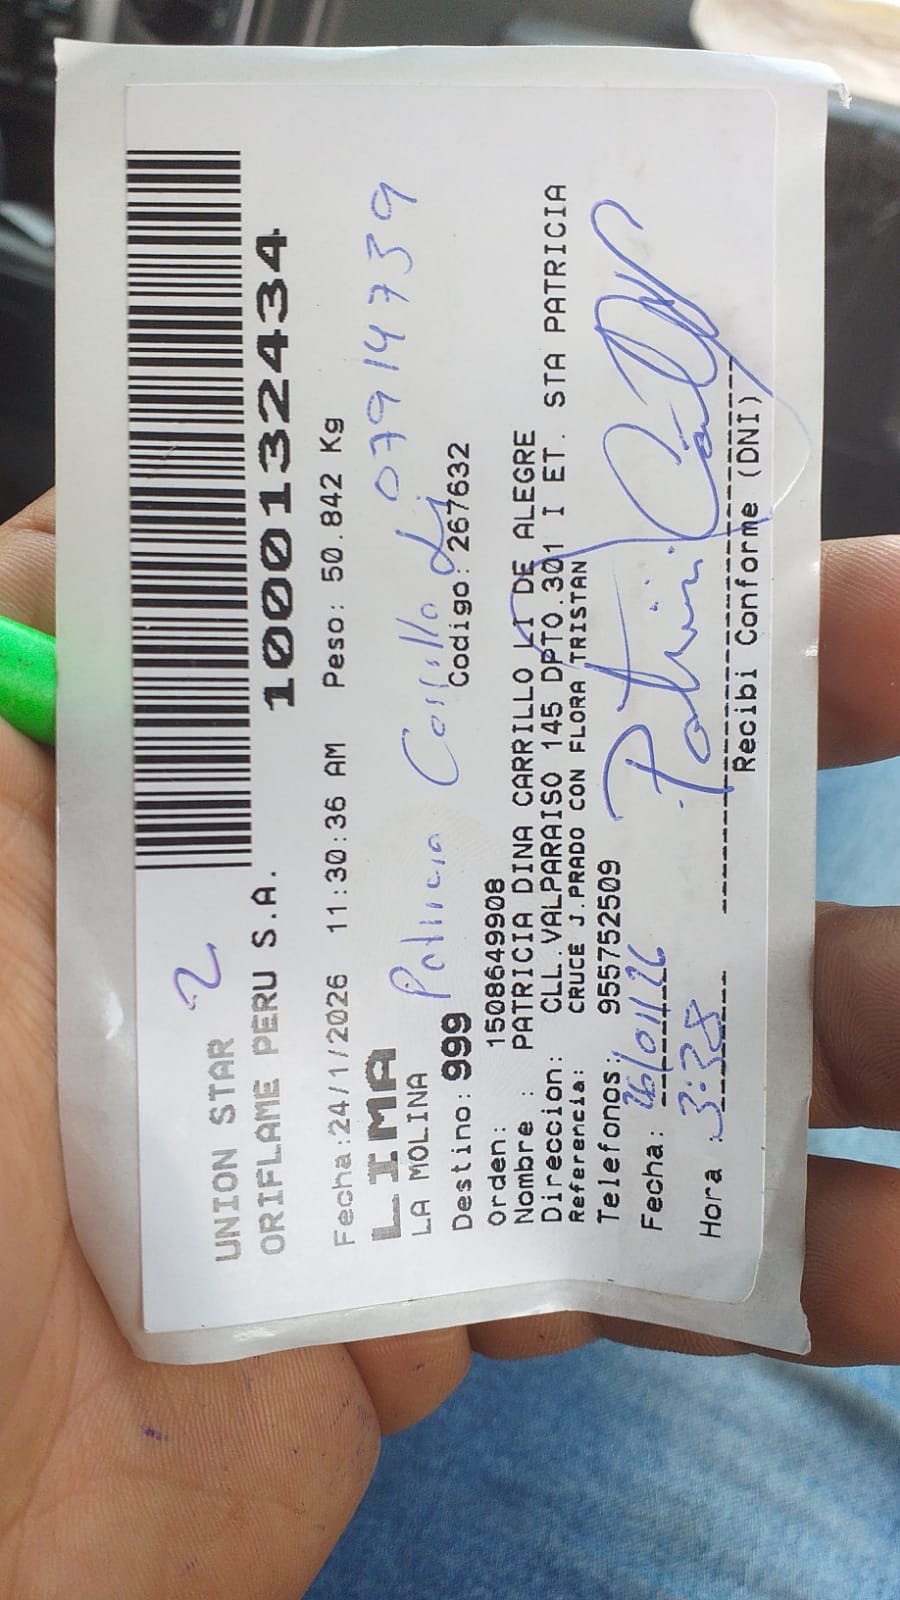 2
UNION STAR
ORIFLAME PERU S.A. 1000132434
Fecha:24/1/2026 11:30:36 AM Peso: 50.842 Kg
LIMA
LA MOLINA
Patricia Carrillo Li 07914739
Destino: 999 Codigo: 267632
Orden: 1508649908
Nombre : PATRICIA DINA CARRILLO LI DE ALEGRE
Direccion: CLL.VALPARAISO 145 DPTO 301 I ET. STA PATRICIA
Referencia: CRUCE J.PRADO CON FLORA TRISTAN
Telefonos: 955752509
Fecha: 26/01/26
Hora : 3:38
Recibi Conforme (DNI)